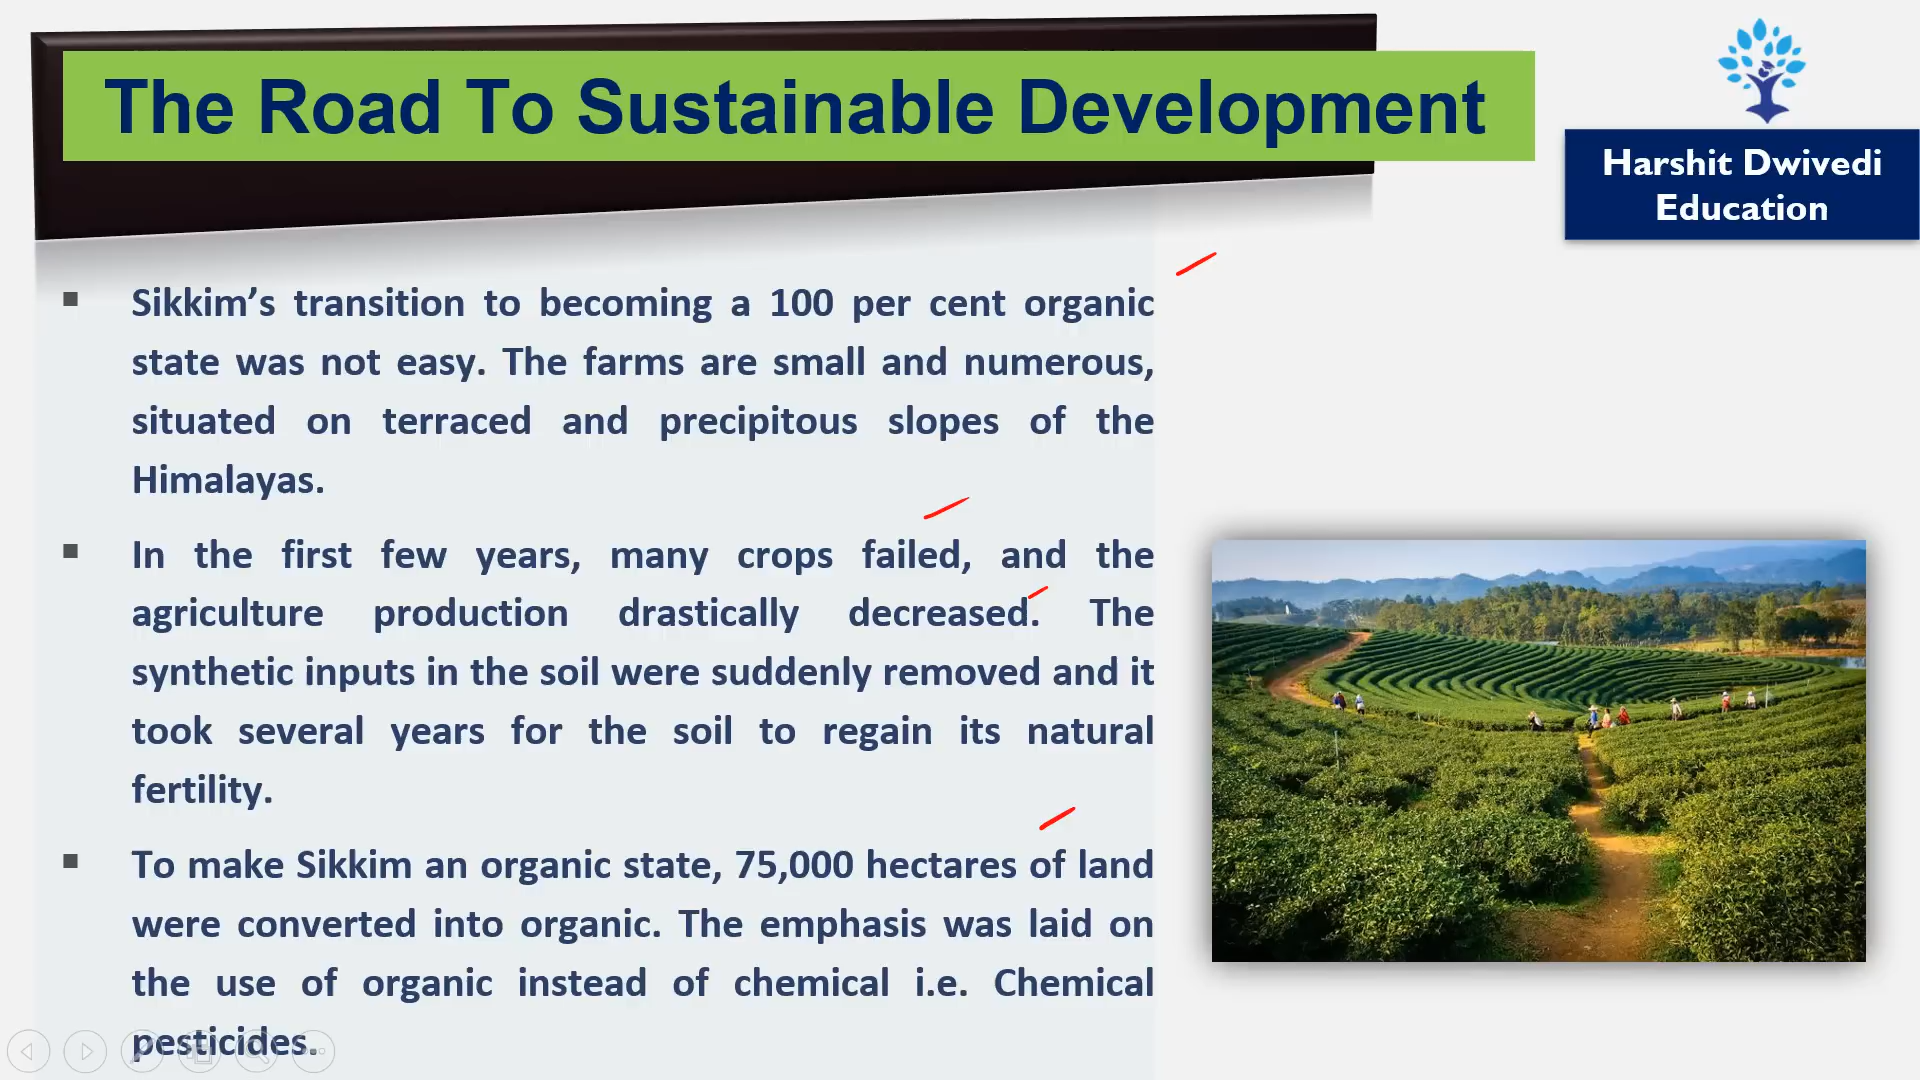 The Road To Sustainable Development
Harshit Dwivedi
Education
Sikkim’s transition to becoming a 100 per cent organic
state was not easy. The farms are small and numerous,
situated on terraced and precipitous slopes of the
Himalayas.
In the first few years, many crops failed, and the
agriculture production drastically decreased. The
synthetic inputs in the soil were suddenly removed and it
took several years for the soil to regain its natural
fertility.
To make Sikkim an organic state, 75,000 hectares of land
were converted into organic. The emphasis was laid on
the use of organic instead of chemical i.e. Chemical
pesticides.